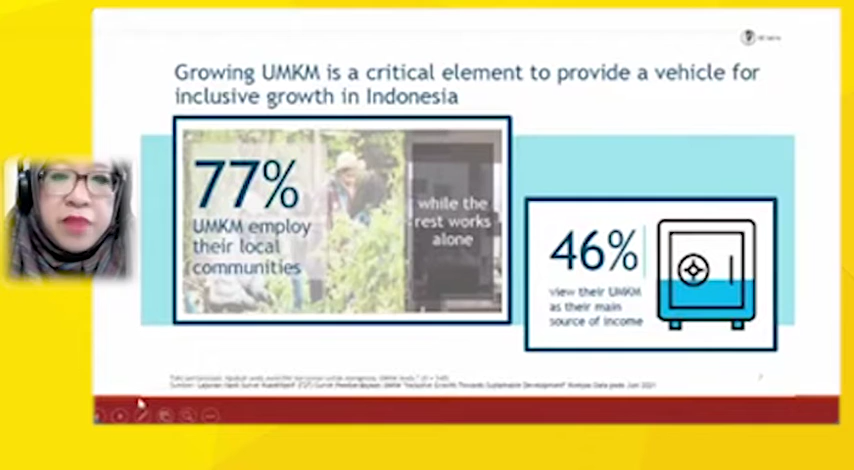 Growing UMKM is a critical element to provide a vehicle for
inclusive growth in Indonesia
77%
UMKM employ
their local
communities
while the
rest works
alone
46%
view their UMKM
as their main
source of income